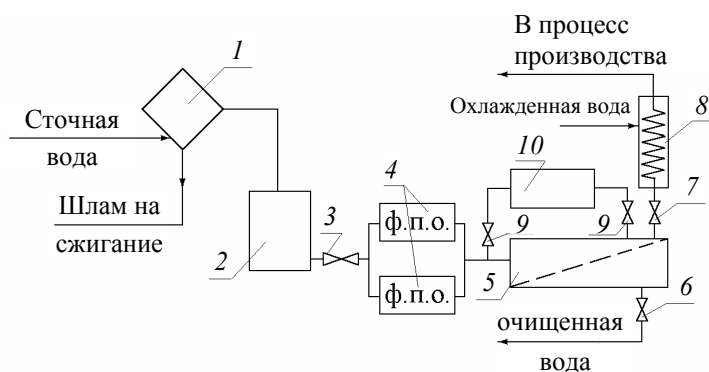 В процесс
производства
1
Сточная
вода
Охлажденная вода
8
10
4
Шлам на
сжигание
3
ф.п.о.
9
9
7
2
ф.п.о.
5
6
очищенная
вода